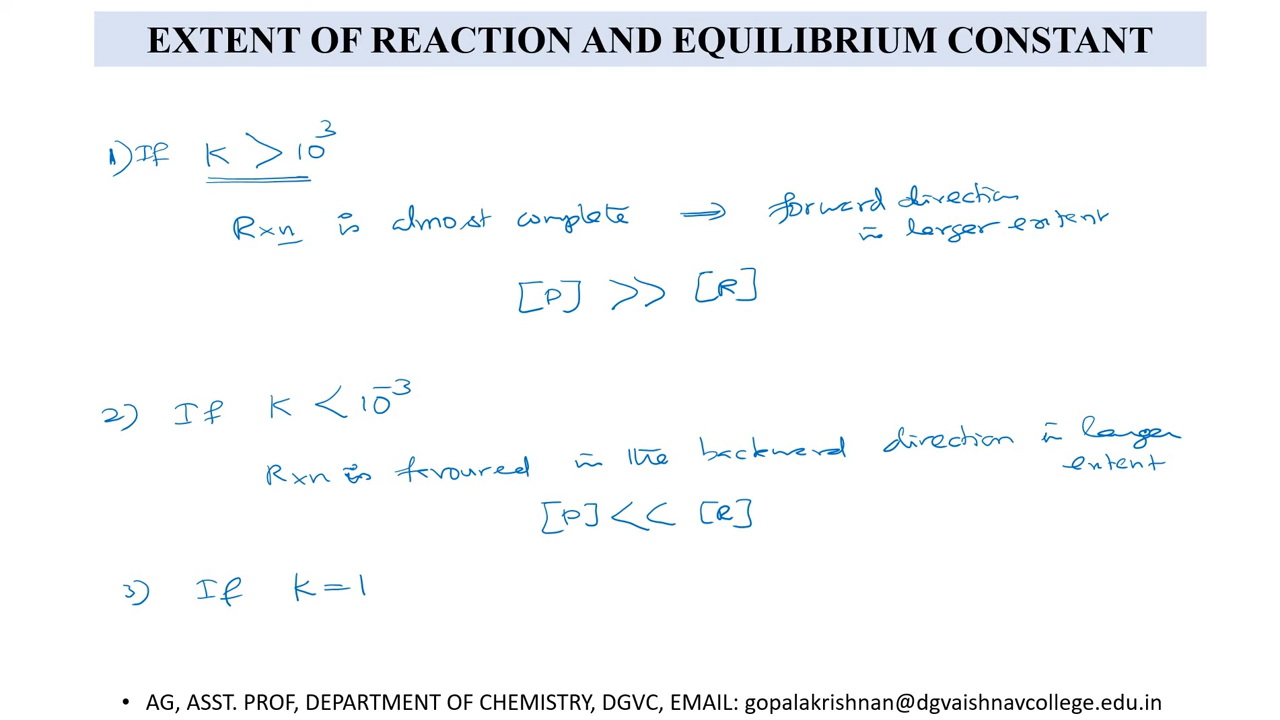 EXTENT OF REACTION AND EQUILIBRIUM CONSTANT
1) If K > 10³
Rxn is almost complete ⟹ forward direction
in larger extent
[P] >> [R]
2) If K < 10⁻³
Rxn is favoured in the backward direction in larger
extent
[P] << [R]
3) If K = 1
• AG, ASST. PROF, DEPARTMENT OF CHEMISTRY, DGVC, EMAIL: gopalakrishnan@dgvaishnavcollege.edu.in